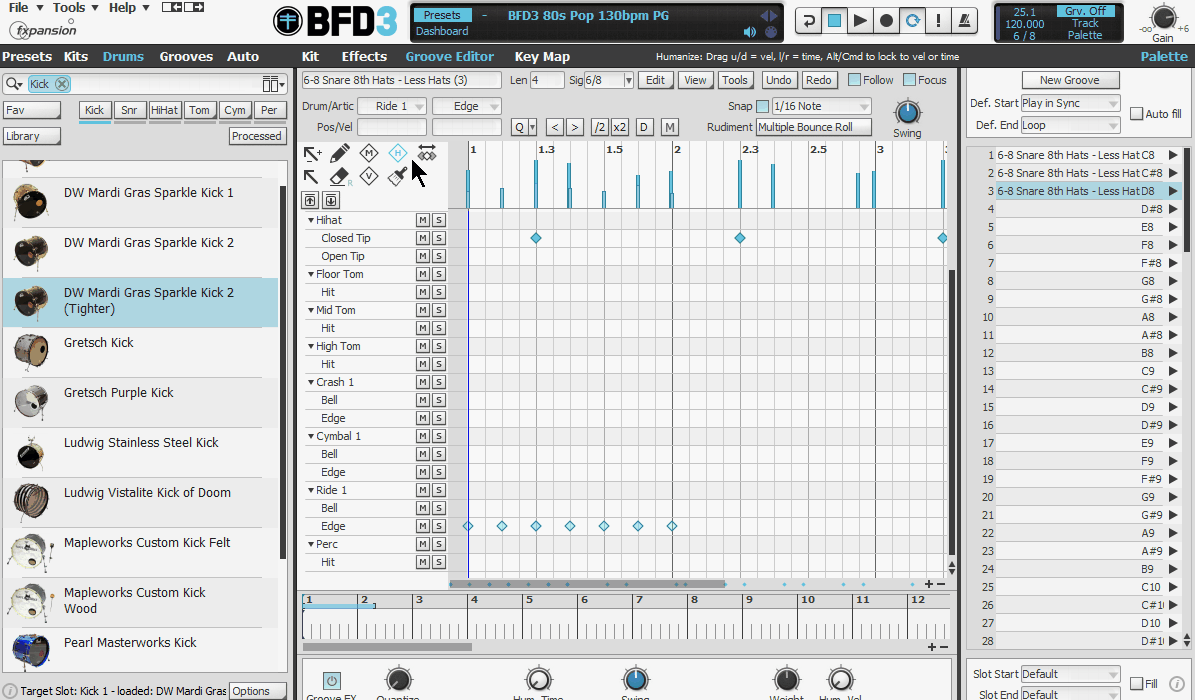 File ▼ Tools ▼ Help ▼
fxpansion
BFD3
Presets - BFD3 80s Pop 130bpm PG
Dashboard
25.1 Grv. Off
120.000 Track
6 / 8 Palette
-oo +6
Gain
Presets Kits Drums Grooves Auto
Kit Effects Groove Editor Key Map
Humanize: Drag u/d = vel, l/r = time, Alt/Cmd to lock to vel or time
Palette
Kick
Fav Kick Snr HiHat Tom Cym Per
Library Processed
DW Mardi Gras Sparkle Kick 1
DW Mardi Gras Sparkle Kick 2
DW Mardi Gras Sparkle Kick 2
(Tighter)
Gretsch Kick
Gretsch Purple Kick
Ludwig Stainless Steel Kick
Ludwig Vistalite Kick of Doom
Mapleworks Custom Kick Felt
Mapleworks Custom Kick
Wood
Pearl Masterworks Kick
Target Slot: Kick 1 - loaded: DW Mardi Gras Options
6-8 Snare 8th Hats - Less Hats (3) Len 4 Sig 6/8 Edit View Tools Undo Redo Follow Focus
Drum/Artic Ride 1 Edge Snap 1/16 Note
Pos/Vel Q < > /2 x2 D M Rudiment Multiple Bounce Roll Swing
M H
R V
1 1.3 1.5 2 2.3 2.5 3
Hihat M S
Closed Tip M S
Open Tip M S
Floor Tom M S
Hit M S
Mid Tom M S
Hit M S
High Tom M S
Hit M S
Crash 1 M S
Bell M S
Edge M S
Cymbal 1 M S
Bell M S
Edge M S
Ride 1 M S
Bell M S
Edge M S
Perc M S
Hit M S
1 2 3 4 5 6 7 8 9 10 11 12
Groove FX Quantize Hum. Time Swing Weight Hum. Vel
New Groove
Def. Start Play in Sync
Def. End Loop
Auto fill
1 6-8 Snare 8th Hats - Less Hat C8
2 6-8 Snare 8th Hats - Less Hat C#8
3 6-8 Snare 8th Hats - Less Hat D8
4 D#8
5 E8
6 F8
7 F#8
8 G8
9 G#8
10 A8
11 A#8
12 B8
13 C9
14 C#9
15 D9
16 D#9
17 E9
18 F9
19 F#9
20 G9
21 G#9
22 A9
23 A#9
24 B9
25 C10
26 C#1
27 D10
28 D#1
Slot Start Default
Slot End Default
Fill